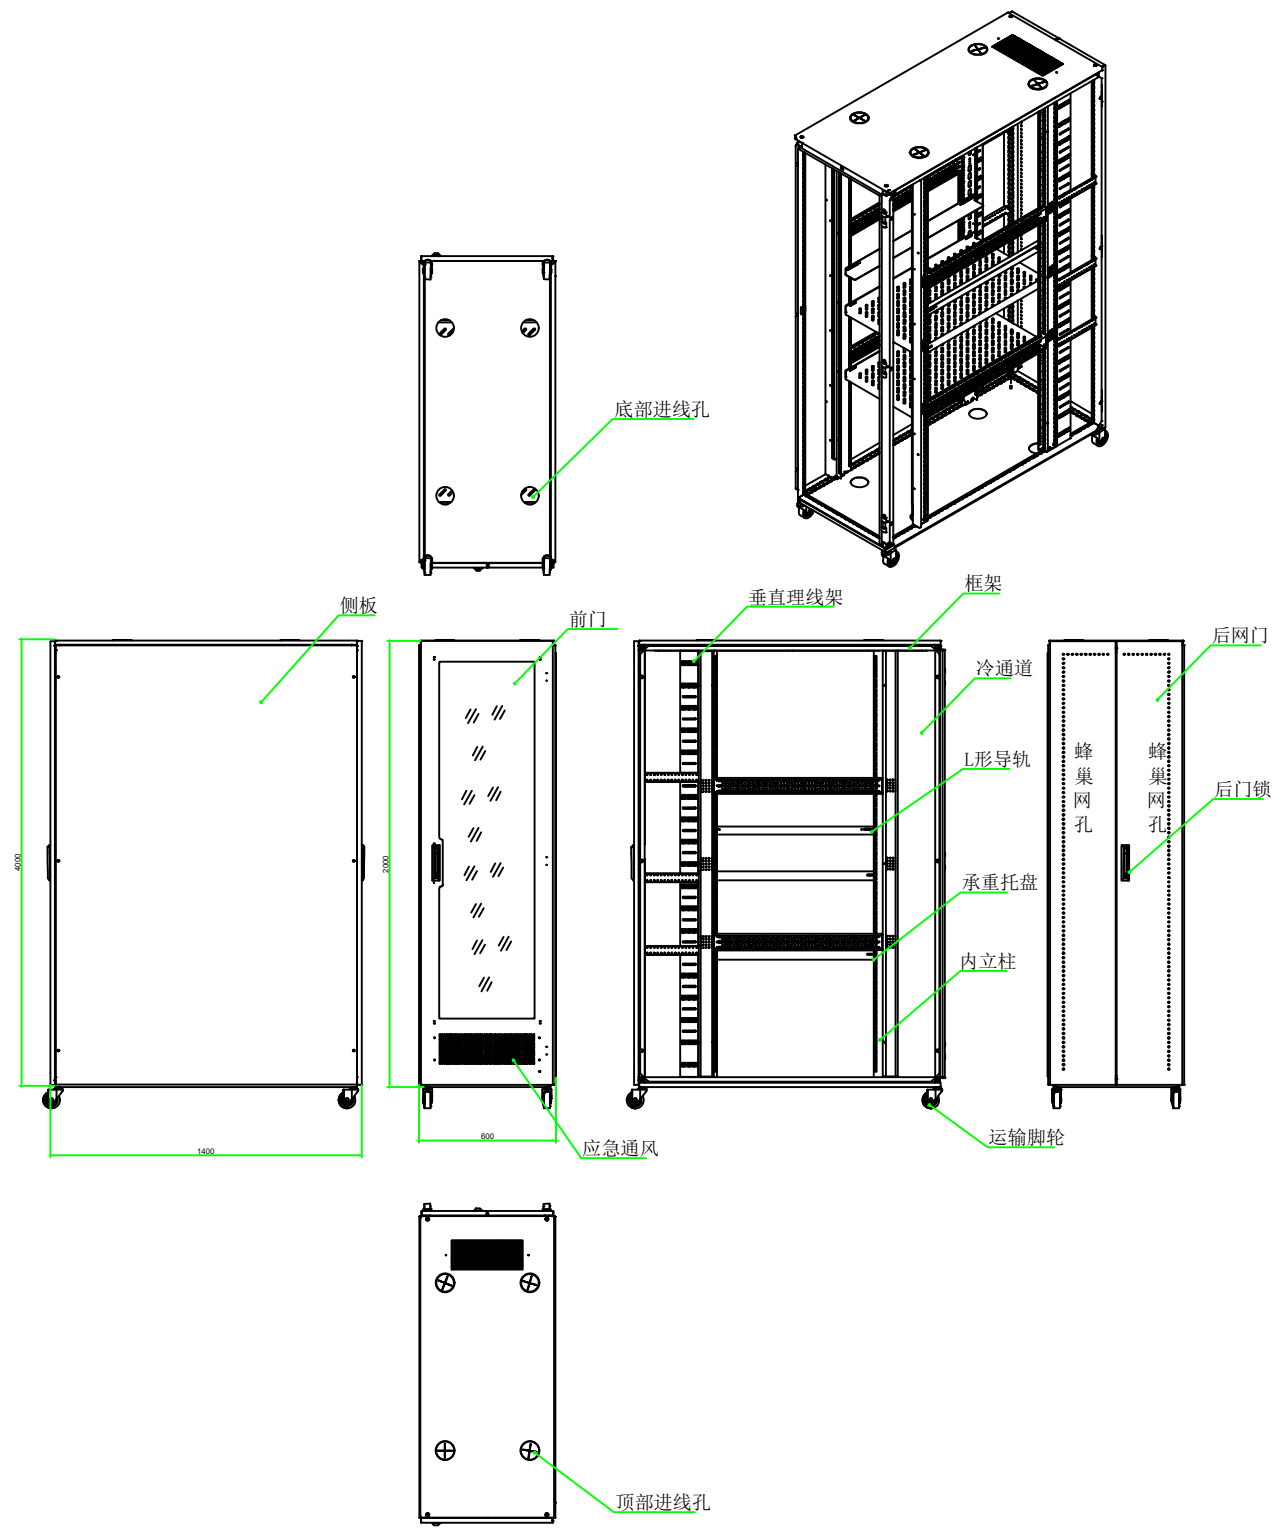 底部进线孔
侧板
前门
垂直理线架
框架
后网门
冷通道
L形导轨
后门锁
承重托盘
内立柱
蜂巢网孔
蜂巢网孔
4000
2000
1400
600
应急通风
运输脚轮
顶部进线孔